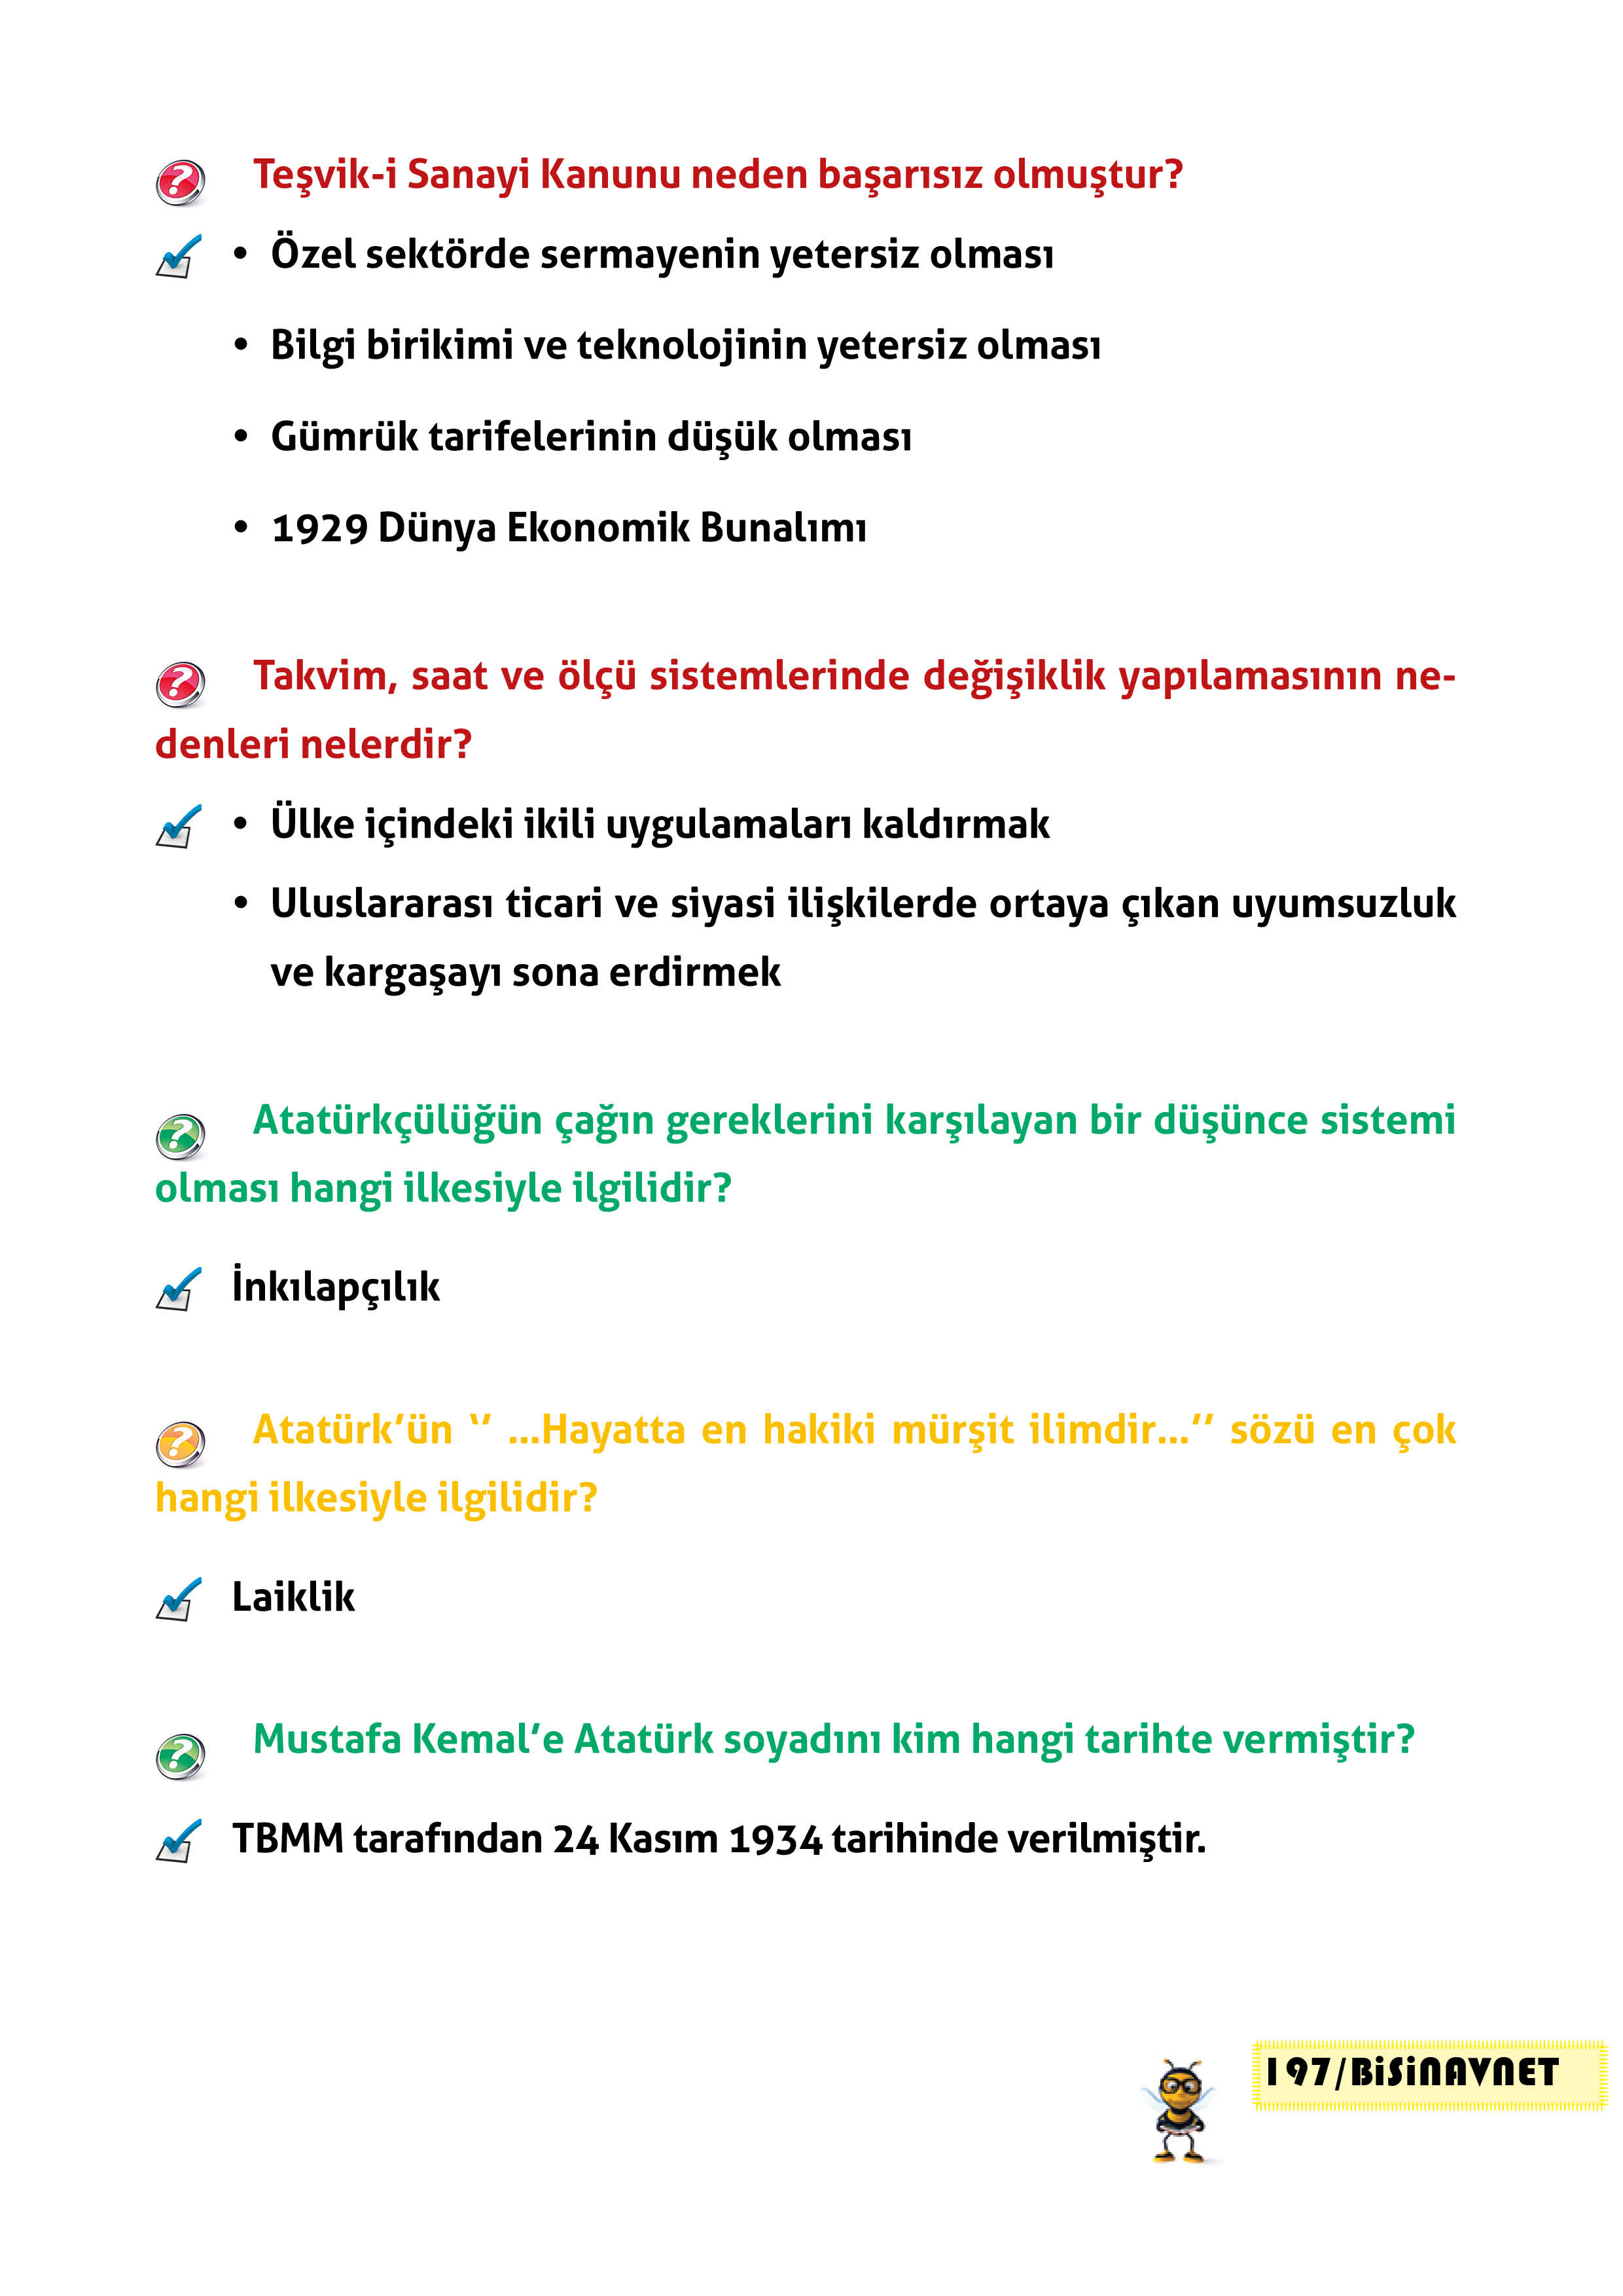 Teşvik-i Sanayi Kanunu neden başarısız olmuştur?
• Özel sektörde sermayenin yetersiz olması
• Bilgi birikimi ve teknolojinin yetersiz olması
• Gümrük tarifelerinin düşük olması
• 1929 Dünya Ekonomik Bunalımı
Takvim, saat ve ölçü sistemlerinde değişiklik yapılamasının ne-
denleri nelerdir?
• Ülke içindeki ikili uygulamaları kaldırmak
• Uluslararası ticari ve siyasi ilişkilerde ortaya çıkan uyumsuzluk
ve kargaşayı sona erdirmek
Atatürkçülüğün çağın gereklerini karşılayan bir düşünce sistemi
olması hangi ilkesiyle ilgilidir?
İnkılapçılık
Atatürk’ün ‘’ ...Hayatta en hakiki mürşit ilimdir...’’ sözü en çok
hangi ilkesiyle ilgilidir?
Laiklik
Mustafa Kemal’e Atatürk soyadını kim hangi tarihte vermiştir?
TBMM tarafından 24 Kasım 1934 tarihinde verilmiştir.
197/BiSiNAVNET